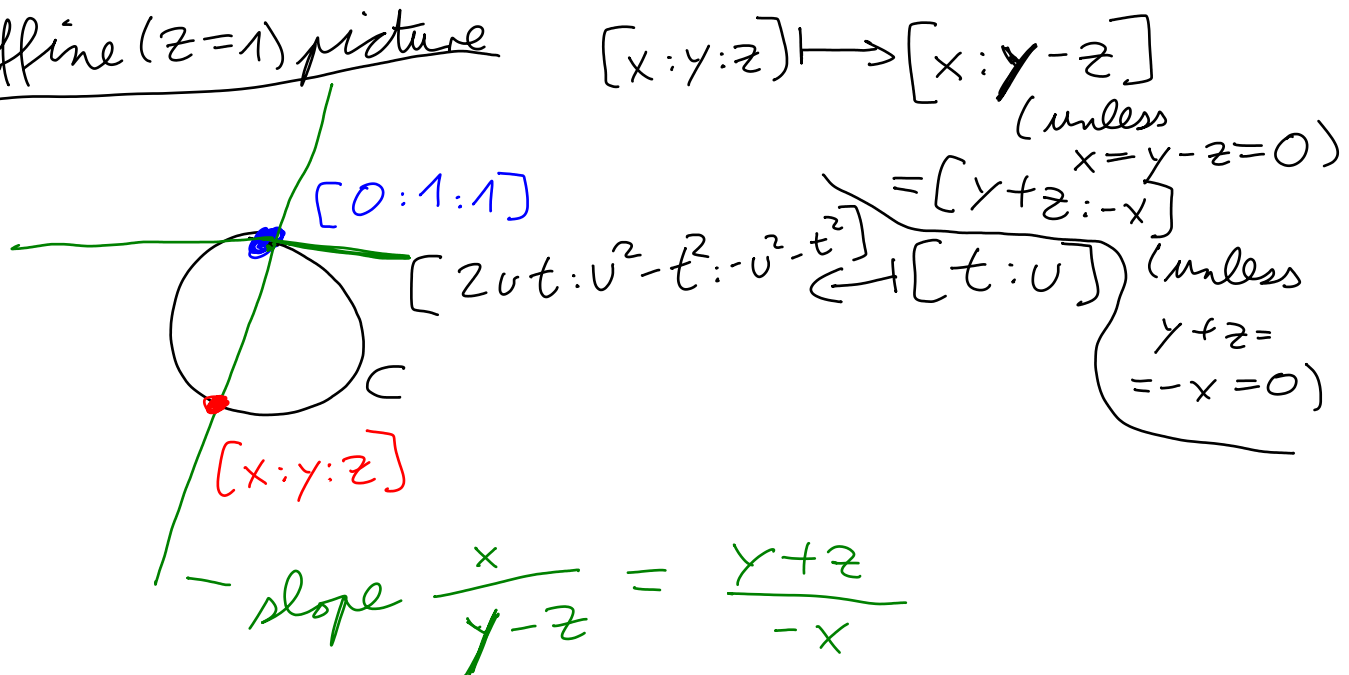 ffine (z=1) picture
[x:y:z] ↦ [x:y-z]
(unless
x=y-z=0)
= [y+z:-x]
(unless
y+z=
=-x=0)
[0:1:1]
[2ut:u²-t²:-u²-t²] ↤ [t:u]
C
[x:y:z]
- slope x/(y-z) = (y+z)/(-x)